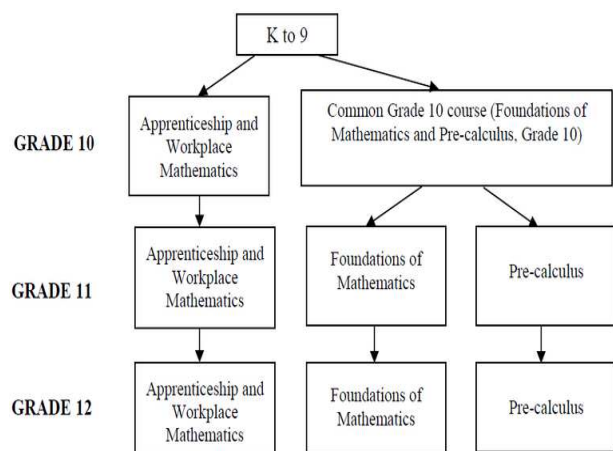 K to 9
GRADE 10
Apprenticeship and
Workplace
Mathematics
Common Grade 10 course (Foundations of
Mathematics and Pre-calculus, Grade 10)
GRADE 11
Apprenticeship and
Workplace
Mathematics
Foundations of
Mathematics
Pre-calculus
GRADE 12
Apprenticeship and
Workplace
Mathematics
Foundations of
Mathematics
Pre-calculus